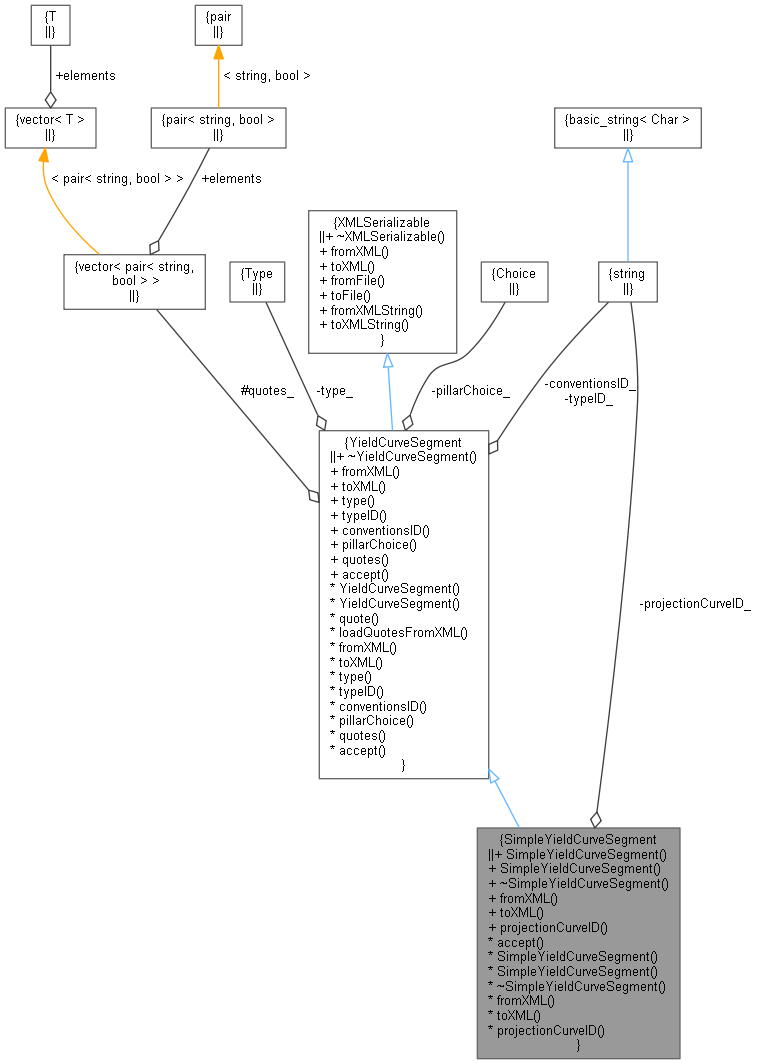 {T
||}
{pair
||}
+elements
< string, bool >
{vector< T >
||}
{pair< string, bool >
||}
{basic_string< Char >
||}
< pair< string, bool > >
+elements
{vector< pair< string,
bool > >
||}
{Type
||}
{XMLSerializable
||+ ~XMLSerializable()
+ fromXML()
+ toXML()
+ fromFile()
+ toFile()
+ fromXMLString()
+ toXMLString()
}
{Choice
||}
{string
||}
#quotes_
-type_
-pillarChoice_
-conventionsID_
-typeID_
{YieldCurveSegment
||+ ~YieldCurveSegment()
+ fromXML()
+ toXML()
+ type()
+ typeID()
+ conventionsID()
+ pillarChoice()
+ quotes()
+ accept()
* YieldCurveSegment()
* YieldCurveSegment()
* quote()
* loadQuotesFromXML()
* fromXML()
* toXML()
* type()
* typeID()
* conventionsID()
* pillarChoice()
* quotes()
* accept()
}
-projectionCurveID_
{SimpleYieldCurveSegment
||+ SimpleYieldCurveSegment()
+ SimpleYieldCurveSegment()
+ ~SimpleYieldCurveSegment()
+ fromXML()
+ toXML()
+ projectionCurveID()
* accept()
* SimpleYieldCurveSegment()
* SimpleYieldCurveSegment()
* ~SimpleYieldCurveSegment()
* fromXML()
* toXML()
* projectionCurveID()
}